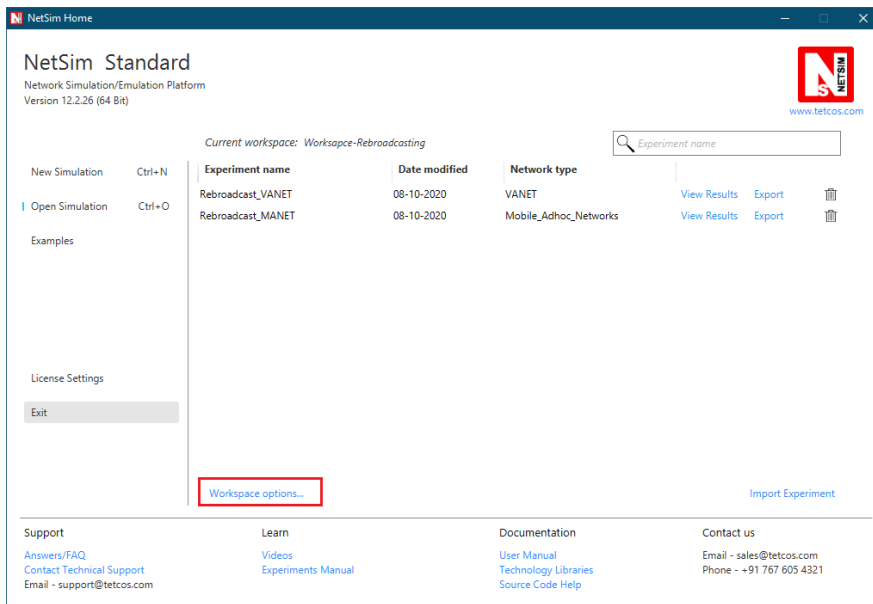 NetSim Home
NetSim Standard
Network Simulation/Emulation Platform
Version 12.2.26 (64 Bit)
NS NETSIM
www.tetcos.com
Current workspace: Worksapce-Rebroadcasting
Experiment name
New Simulation Ctrl+N
Open Simulation Ctrl+O
Examples
License Settings
Exit
Experiment name Date modified Network type
Rebroadcast_VANET 08-10-2020 VANET View Results Export
Rebroadcast_MANET 08-10-2020 Mobile_Adhoc_Networks View Results Export
Workspace options...
Import Experiment
Support
Answers/FAQ
Contact Technical Support
Email - support@tetcos.com
Learn
Videos
Experiments Manual
Documentation
User Manual
Technology Libraries
Source Code Help
Contact us
Email - sales@tetcos.com
Phone - +91 767 605 4321